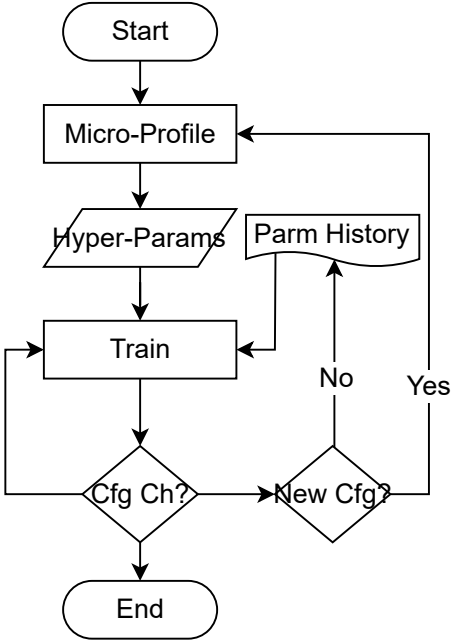 Start
Micro-Profile
Hyper-Params
Parm History
Train
No
Yes
Cfg Ch?
New Cfg?
End